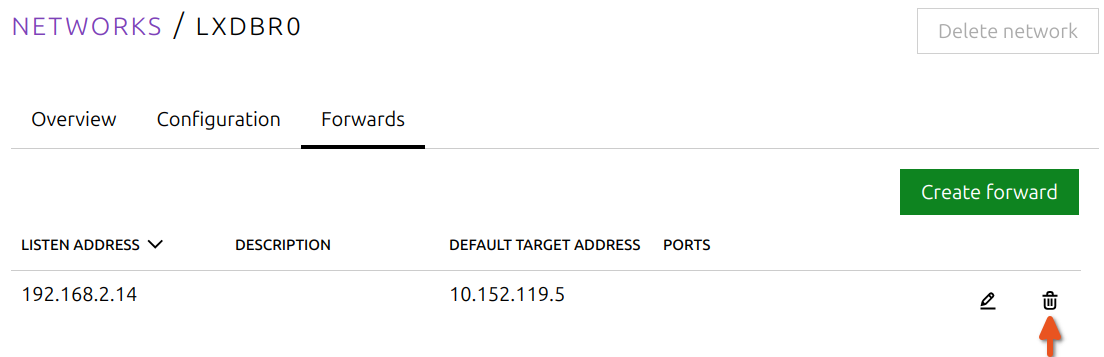 NETWORKS / LXDBR0
Delete network
Overview Configuration Forwards
Create forward
LISTEN ADDRESS DESCRIPTION DEFAULT TARGET ADDRESS PORTS
192.168.2.14 10.152.119.5